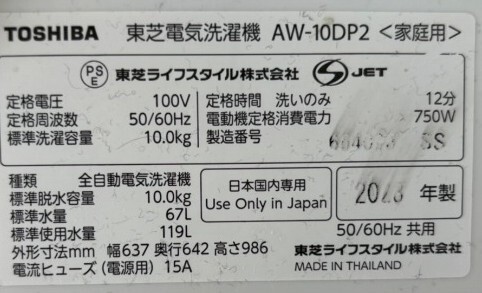 TOSHIBA 東芝電気洗濯機 AW-10DP2 <家庭用>
PSE 東芝ライフスタイル株式会社 S JET
定格電圧 100V
定格周波数 50/60Hz
標準洗濯容量 10.0kg
定格時間 洗いのみ 12分
電動機定格消費電力 750W
製造番号 SS
種類 全自動電気洗濯機
標準脱水容量 10.0kg
標準水量 67L
標準使用水量 119L
外形寸法mm 幅637 奥行642 高さ986
電流ヒューズ (電源用) 15A
日本国内専用
Use Only in Japan
2023 年製
50/60Hz 共用
東芝ライフスタイル株式会社
MADE IN THAILAND